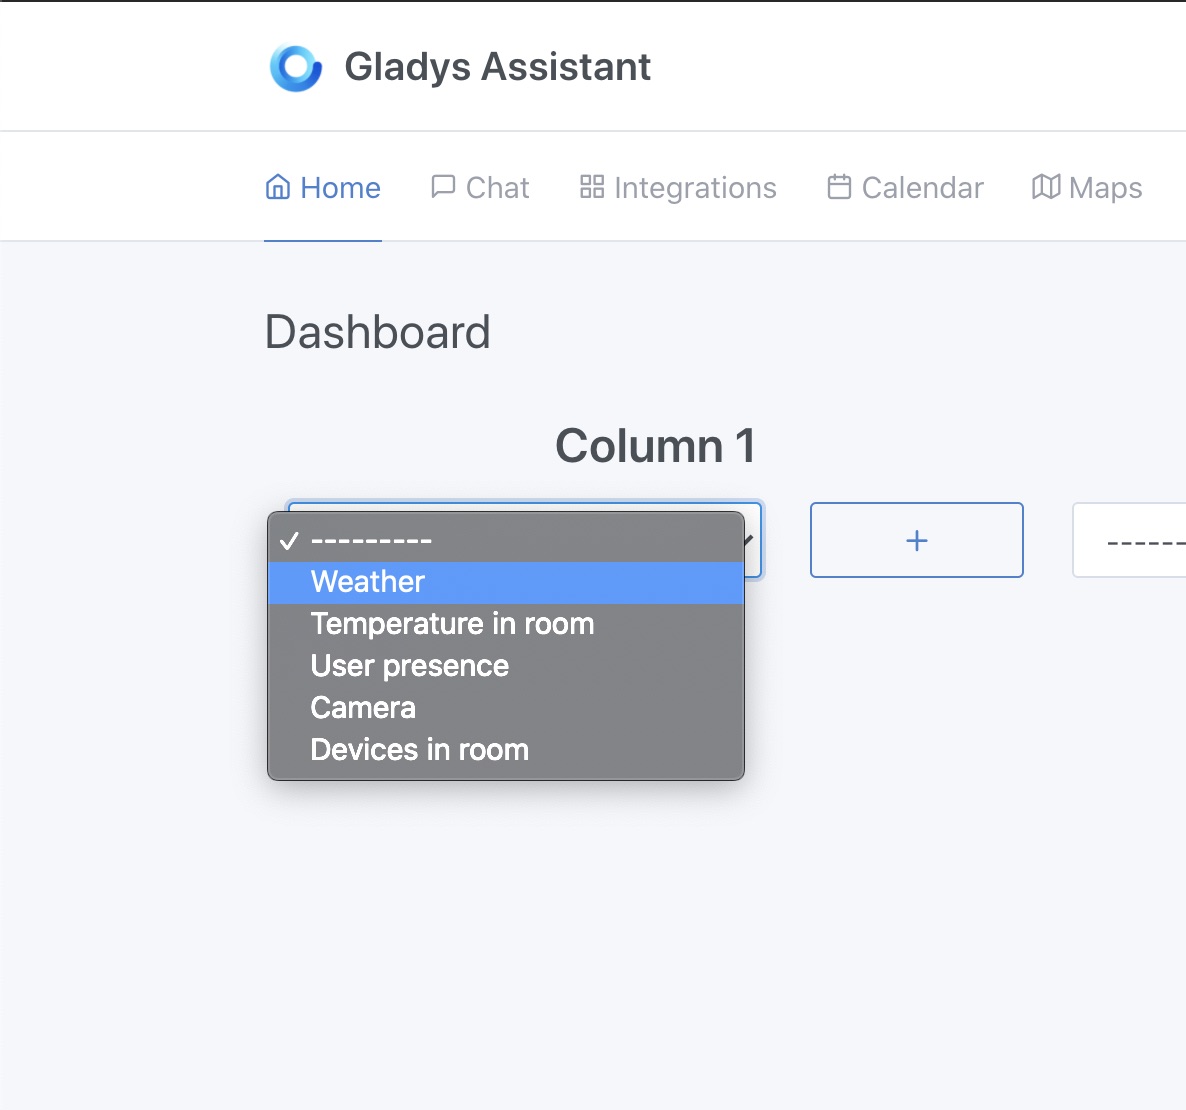 Gladys Assistant
Home Chat Integrations Calendar Maps
Dashboard
Column 1
✓ ---------
+
------
Weather
Temperature in room
User presence
Camera
Devices in room